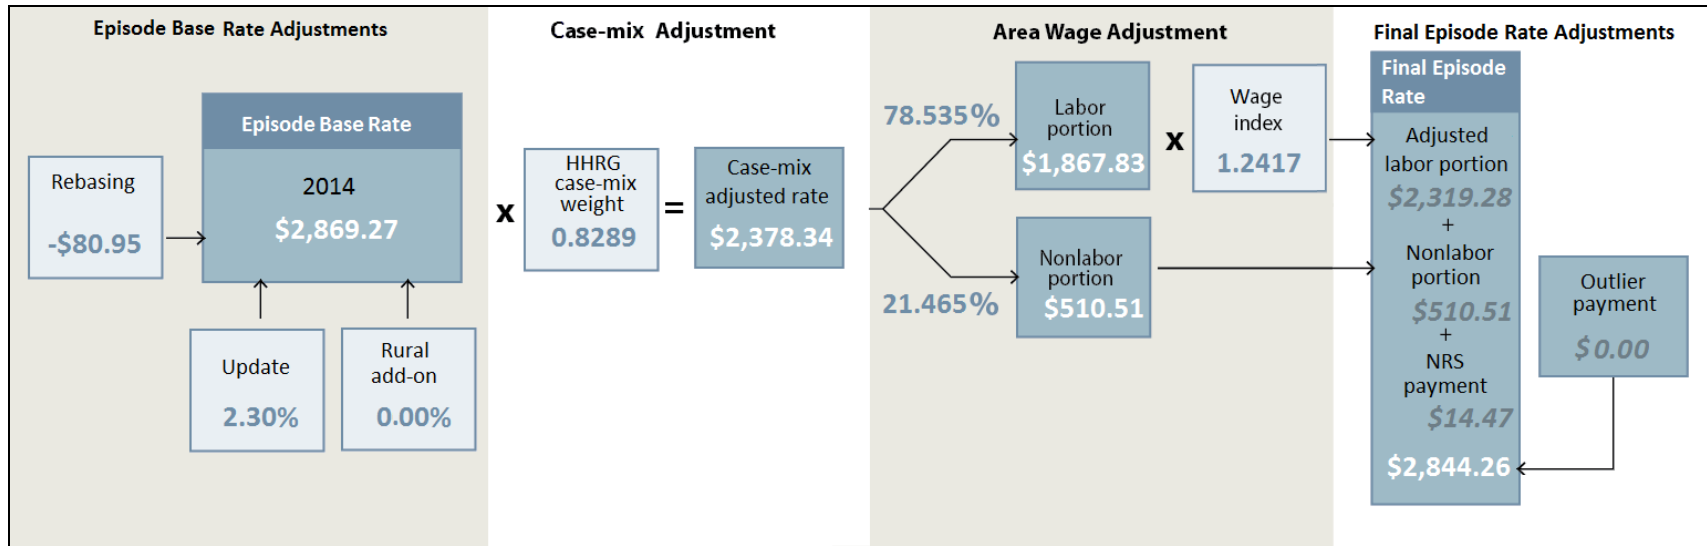 Episode Base Rate Adjustments
Rebasing
-$80.95
Episode Base Rate
2014
$2,869.27
Update
2.30%
Rural
add-on
0.00%
Case-mix Adjustment
x
HHRG
case-mix
weight
0.8289
=
Case-mix
adjusted rate
$2,378.34
Area Wage Adjustment
78.535%
Labor
portion
$1,867.83
x
Wage
index
1.2417
21.465%
Nonlabor
portion
$510.51
Final Episode Rate Adjustments
Final Episode
Rate
Adjusted
labor portion
$2,319.28
+
Nonlabor
portion
$510.51
+
NRS
payment
$14.47
$2,844.26
Outlier
payment
$0.00